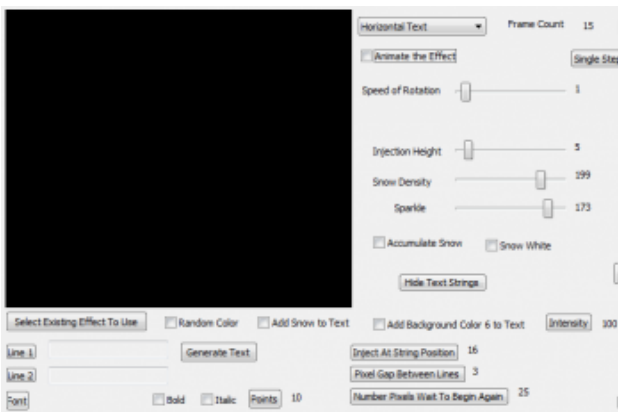 Horizontal Text Frame Count 15
Animate the Effect Single Step
Speed of Rotation 1
Injection Height 5
Snow Density 199
Sparkle 173
Accumulate Snow Snow White
Hide Text Strings
Select Existing Effect To Use Random Color Add Snow to Text Add Background Color 6 to Text Intensity 100
Line 1 Generate Text Inject At String Position 16
Line 2 Pixel Gap Between Lines 3
Font Bold Italic Points 10 Number Pixels Wait To Begin Again 25